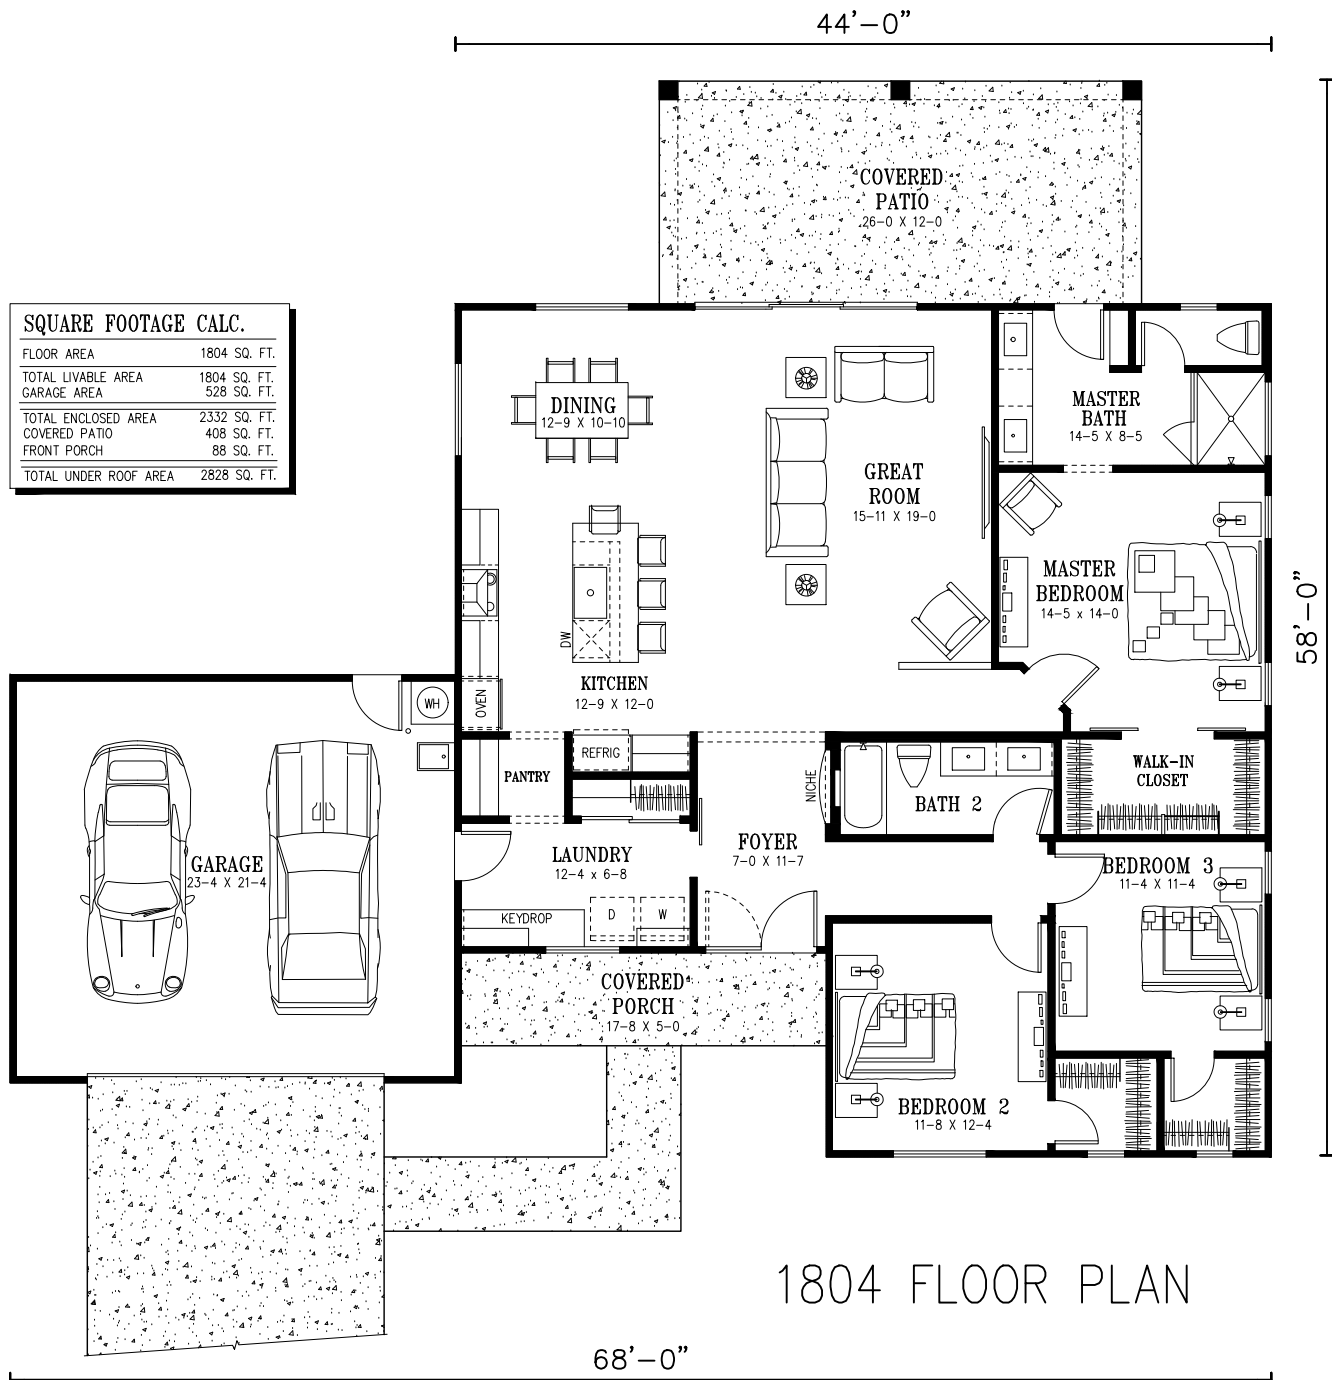 44'-0"
COVERED
PATIO
26-0 X 12-0
SQUARE FOOTAGE CALC.
FLOOR AREA 1804 SQ. FT.
TOTAL LIVABLE AREA 1804 SQ. FT.
GARAGE AREA 528 SQ. FT.
TOTAL ENCLOSED AREA 2332 SQ. FT.
COVERED PATIO 408 SQ. FT.
FRONT PORCH 88 SQ. FT.
TOTAL UNDER ROOF AREA 2828 SQ. FT.
DINING
12-9 X 10-10
MASTER
BATH
14-5 X 8-5
GREAT
ROOM
15-11 X 19-0
MASTER
BEDROOM
14-5 x 14-0
58'-0"
DW
KITCHEN
12-9 X 12-0
OVEN
WH
REFRIG
PANTRY
NICHE
WALK-IN
CLOSET
BATH 2
FOYER
7-0 X 11-7
LAUNDRY
12-4 x 6-8
GARAGE
23-4 X 21-4
BEDROOM 3
11-4 X 11-4
KEYDROP
D
W
COVERED
PORCH
17-8 X 5-0
BEDROOM 2
11-8 X 12-4
1804 FLOOR PLAN
68'-0"